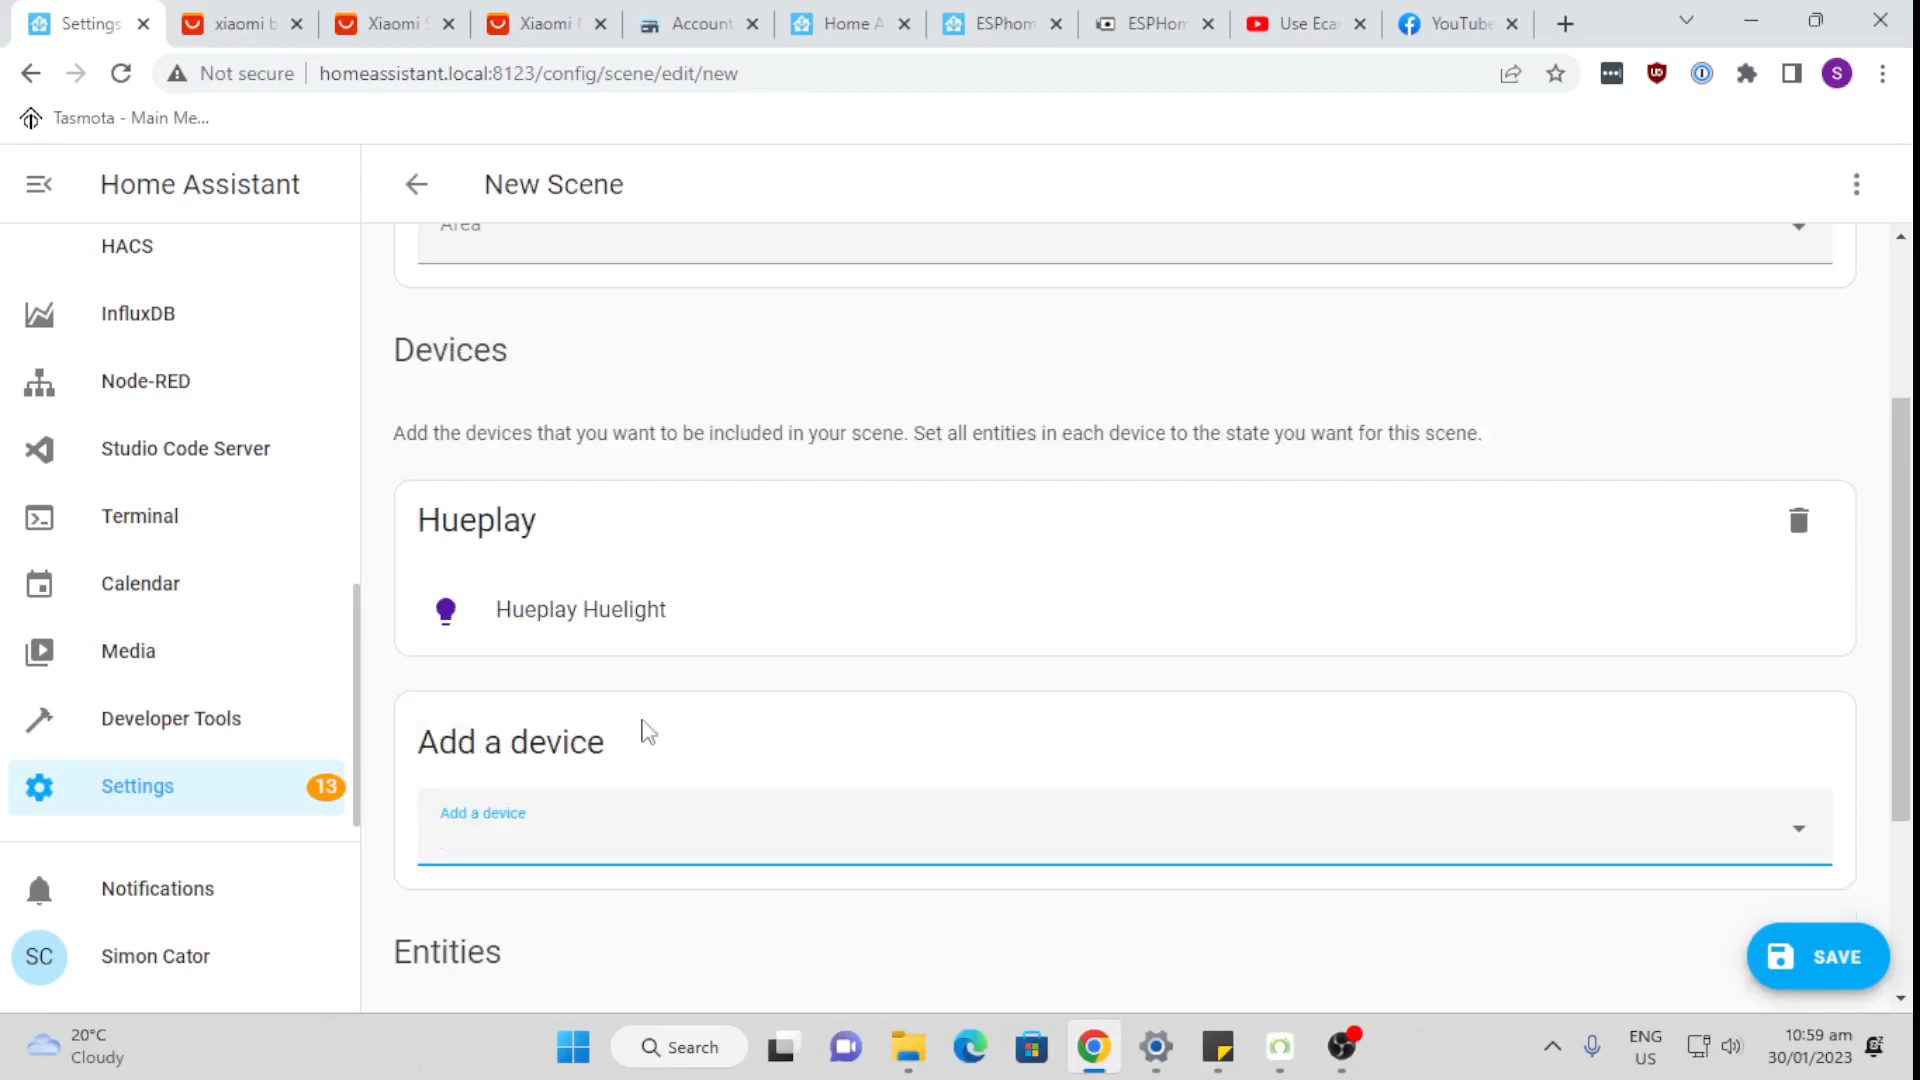 Settings
xiaomi b
Xiaomi S
Xiaomi
Account
Home A
ESPhom
ESPHom
Use Eca
YouTube
Not secure
homeassistant.local:8123/config/scene/edit/new
S
Tasmota - Main Me...
Home Assistant
New Scene
HACS
Area
InfluxDB
Devices
Node-RED
Add the devices that you want to be included in your scene. Set all entities in each device to the state you want for this scene.
Studio Code Server
Hueplay
Terminal
Calendar
Hueplay Huelight
Media
Developer Tools
Add a device
Settings
13
Add a device
Notifications
Entities
SC
Simon Cator
SAVE
20°C
Cloudy
Search
ENG
US
10:59 am
30/01/2023